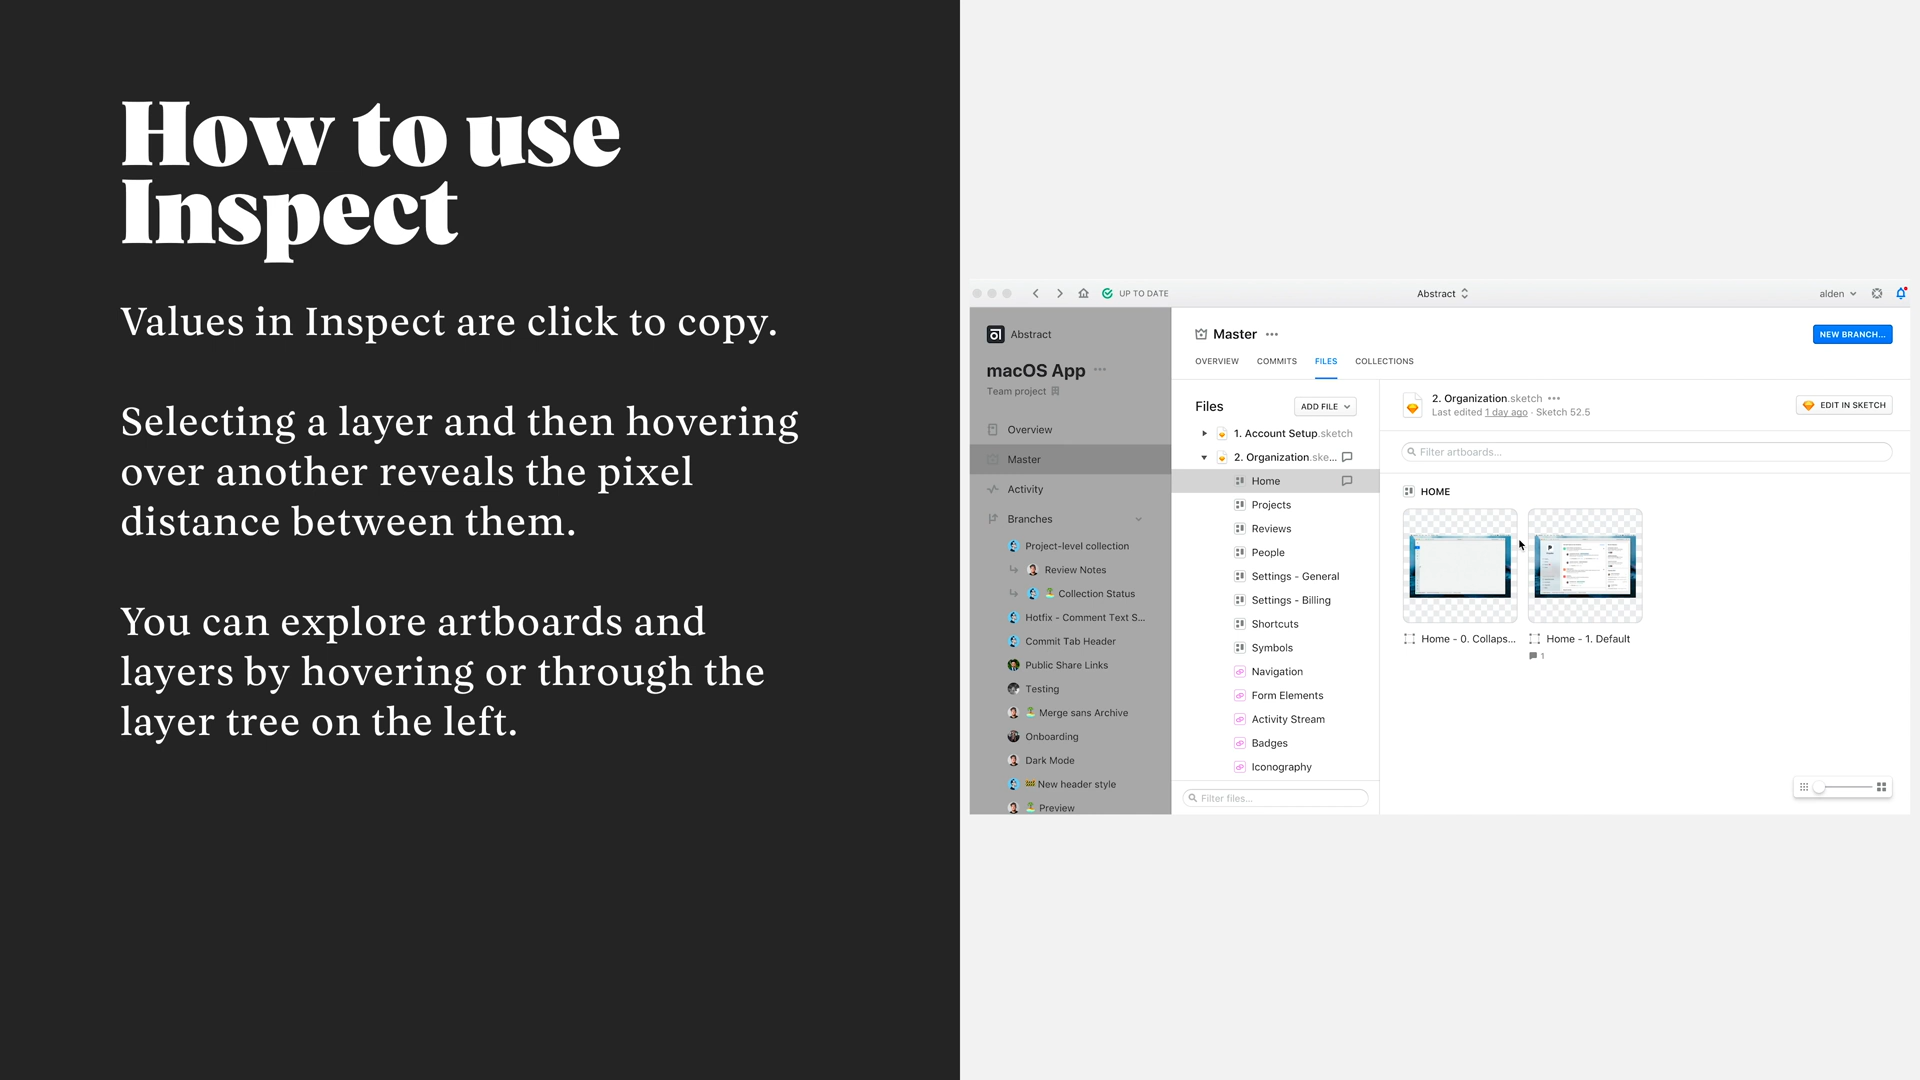 How to use
Inspect
Values in Inspect are click to copy.
Selecting a layer and then hovering
over another reveals the pixel
distance between them.
You can explore artboards and
layers by hovering or through the
layer tree on the left.
UP TO DATE
Abstract
alden
Abstract
macOS App
Team project
Overview
Master
Activity
Branches
Project-level collection
Review Notes
Collection Status
Hotfix - Comment Text S...
Commit Tab Header
Public Share Links
Testing
Merge sans Archive
Onboarding
Dark Mode
New header style
Preview
Master
NEW BRANCH...
OVERVIEW COMMITS FILES COLLECTIONS
Files
ADD FILE
1. Account Setup.sketch
2. Organization.ske...
Home
Projects
Reviews
People
Settings - General
Settings - Billing
Shortcuts
Symbols
Navigation
Form Elements
Activity Stream
Badges
Iconography
Filter files...
2. Organization.sketch
Last edited 1 day ago · Sketch 52.5
EDIT IN SKETCH
Filter artboards...
HOME
Home - 0. Collaps...
Home - 1. Default
1